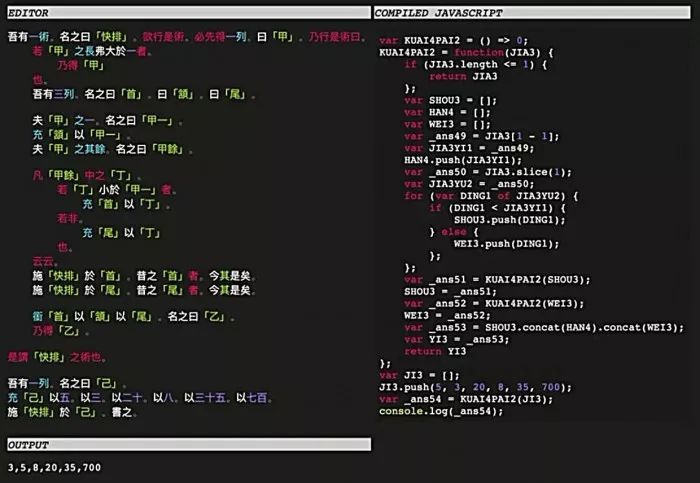 EDITOR
吾有一術。名之曰「快排」。欲行是術。必先得一列。曰「甲」。乃行是術曰。
若「甲」之長弗大於一者。
乃得「甲」
也。
吾有三列。名之曰「首」。曰「頷」。曰「尾」。
夫「甲」之一。名之曰「甲一」。
充「頷」以「甲一」。
夫「甲」之其餘。名之曰「甲餘」。
凡「甲餘」中之「丁」。
若「丁」小於「甲一」者。
充「首」以「丁」。
若非。
充「尾」以「丁」
也。
云云。
施「快排」於「首」。昔之「首」者。今其是矣。
施「快排」於「尾」。昔之「尾」者。今其是矣。
銜「首」以「頷」以「尾」。名之曰「乙」。
乃得「乙」。
是謂「快排」之術也。
吾有一列。名之曰「己」。
充「己」以五。以三。以二十。以八。以三十五。以七百。
施「快排」於「己」。書之。
OUTPUT
3,5,8,20,35,700
COMPILED JAVASCRIPT
var KUAI4PAI2 = () => 0;
KUAI4PAI2 = function(JIA3) {
if (JIA3.length <= 1) {
return JIA3
};
var SHOU3 = [];
var HAN4 = [];
var WEI3 = [];
var _ans49 = JIA3[1 - 1];
var JIA3YI1 = _ans49;
HAN4.push(JIA3YI1);
var _ans50 = JIA3.slice(1);
var JIA3YU2 = _ans50;
for (var DING1 of JIA3YU2) {
if (DING1 < JIA3YI1) {
SHOU3.push(DING1);
} else {
WEI3.push(DING1);
};
};
var _ans51 = KUAI4PAI2(SHOU3);
SHOU3 = _ans51;
var _ans52 = KUAI4PAI2(WEI3);
WEI3 = _ans52;
var _ans53 = SHOU3.concat(HAN4).concat(WEI3);
var YI3 = _ans53;
return YI3
};
var JI3 = [];
JI3.push(5, 3, 20, 8, 35, 700);
var _ans54 = KUAI4PAI2(JI3);
console.log(_ans54);